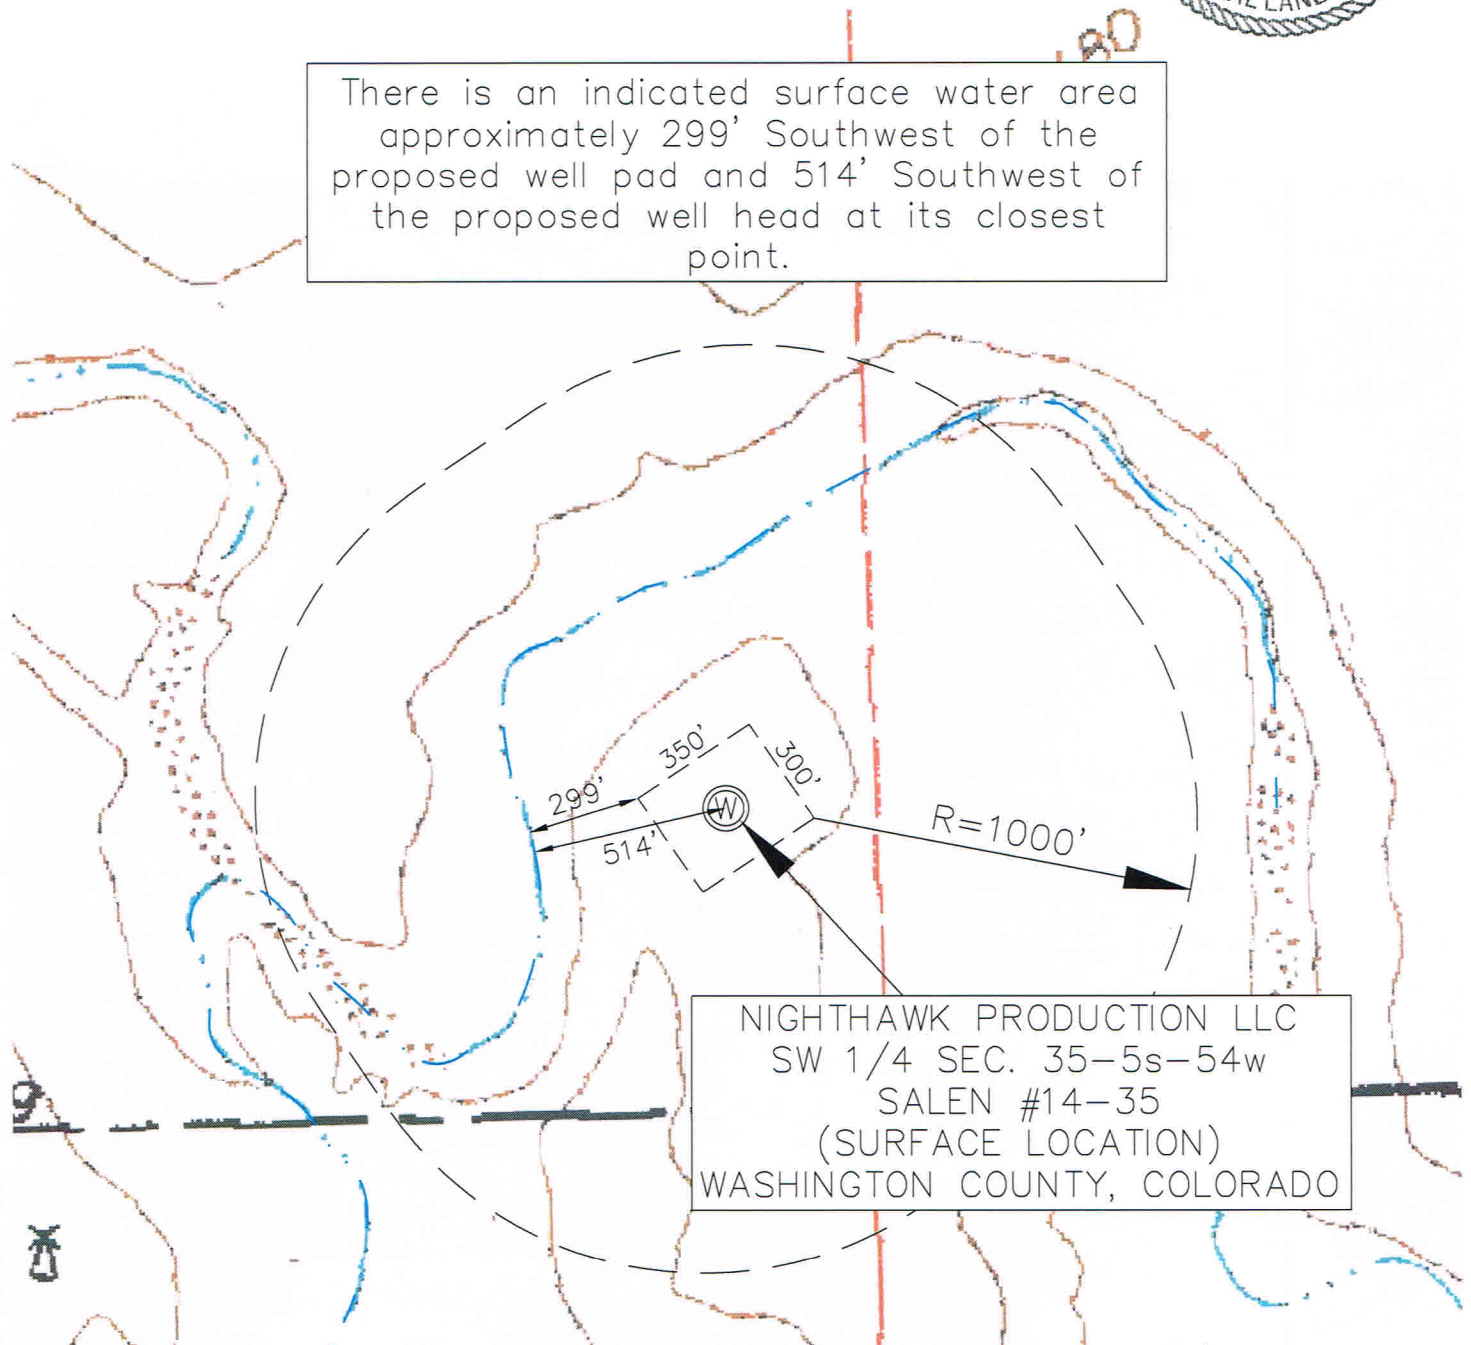 There is an indicated surface water area
approximately 299' Southwest of the
proposed well pad and 514' Southwest of
the proposed well head at its closest
point.
350'
300'
299'
W
514'
R=1000'
NIGHTHAWK PRODUCTION LLC
SW 1/4 SEC. 35-5s-54w
SALEN #14-35
(SURFACE LOCATION)
WASHINGTON COUNTY, COLORADO